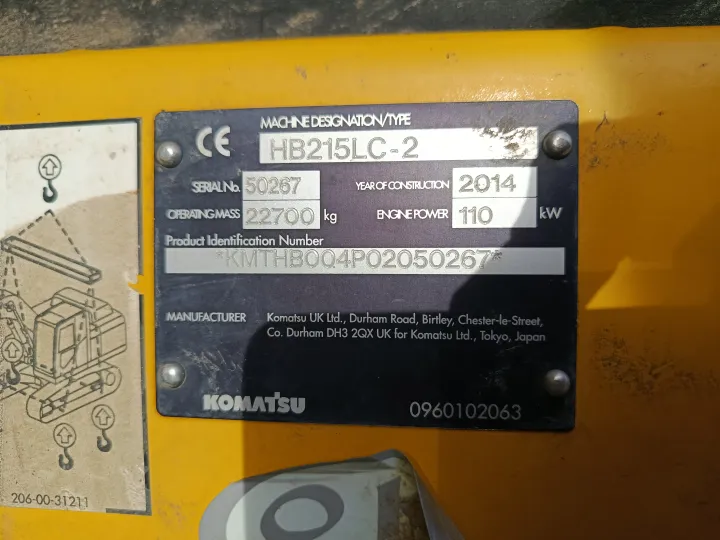 CE
MACHINE DESIGNATION/TYPE
HB215LC-2
SERIAL No. 50267 YEAR OF CONSTRUCTION 2014
OPERATING MASS 22700 kg ENGINE POWER 110 kW
Product Identification Number
*KMTHB004P02050267*
MANUFACTURER Komatsu UK Ltd., Durham Road, Birtley, Chester-le-Street,
Co. Durham DH3 2QX UK for Komatsu Ltd., Tokyo, Japan
KOMATSU 0960102063
206-00-31211